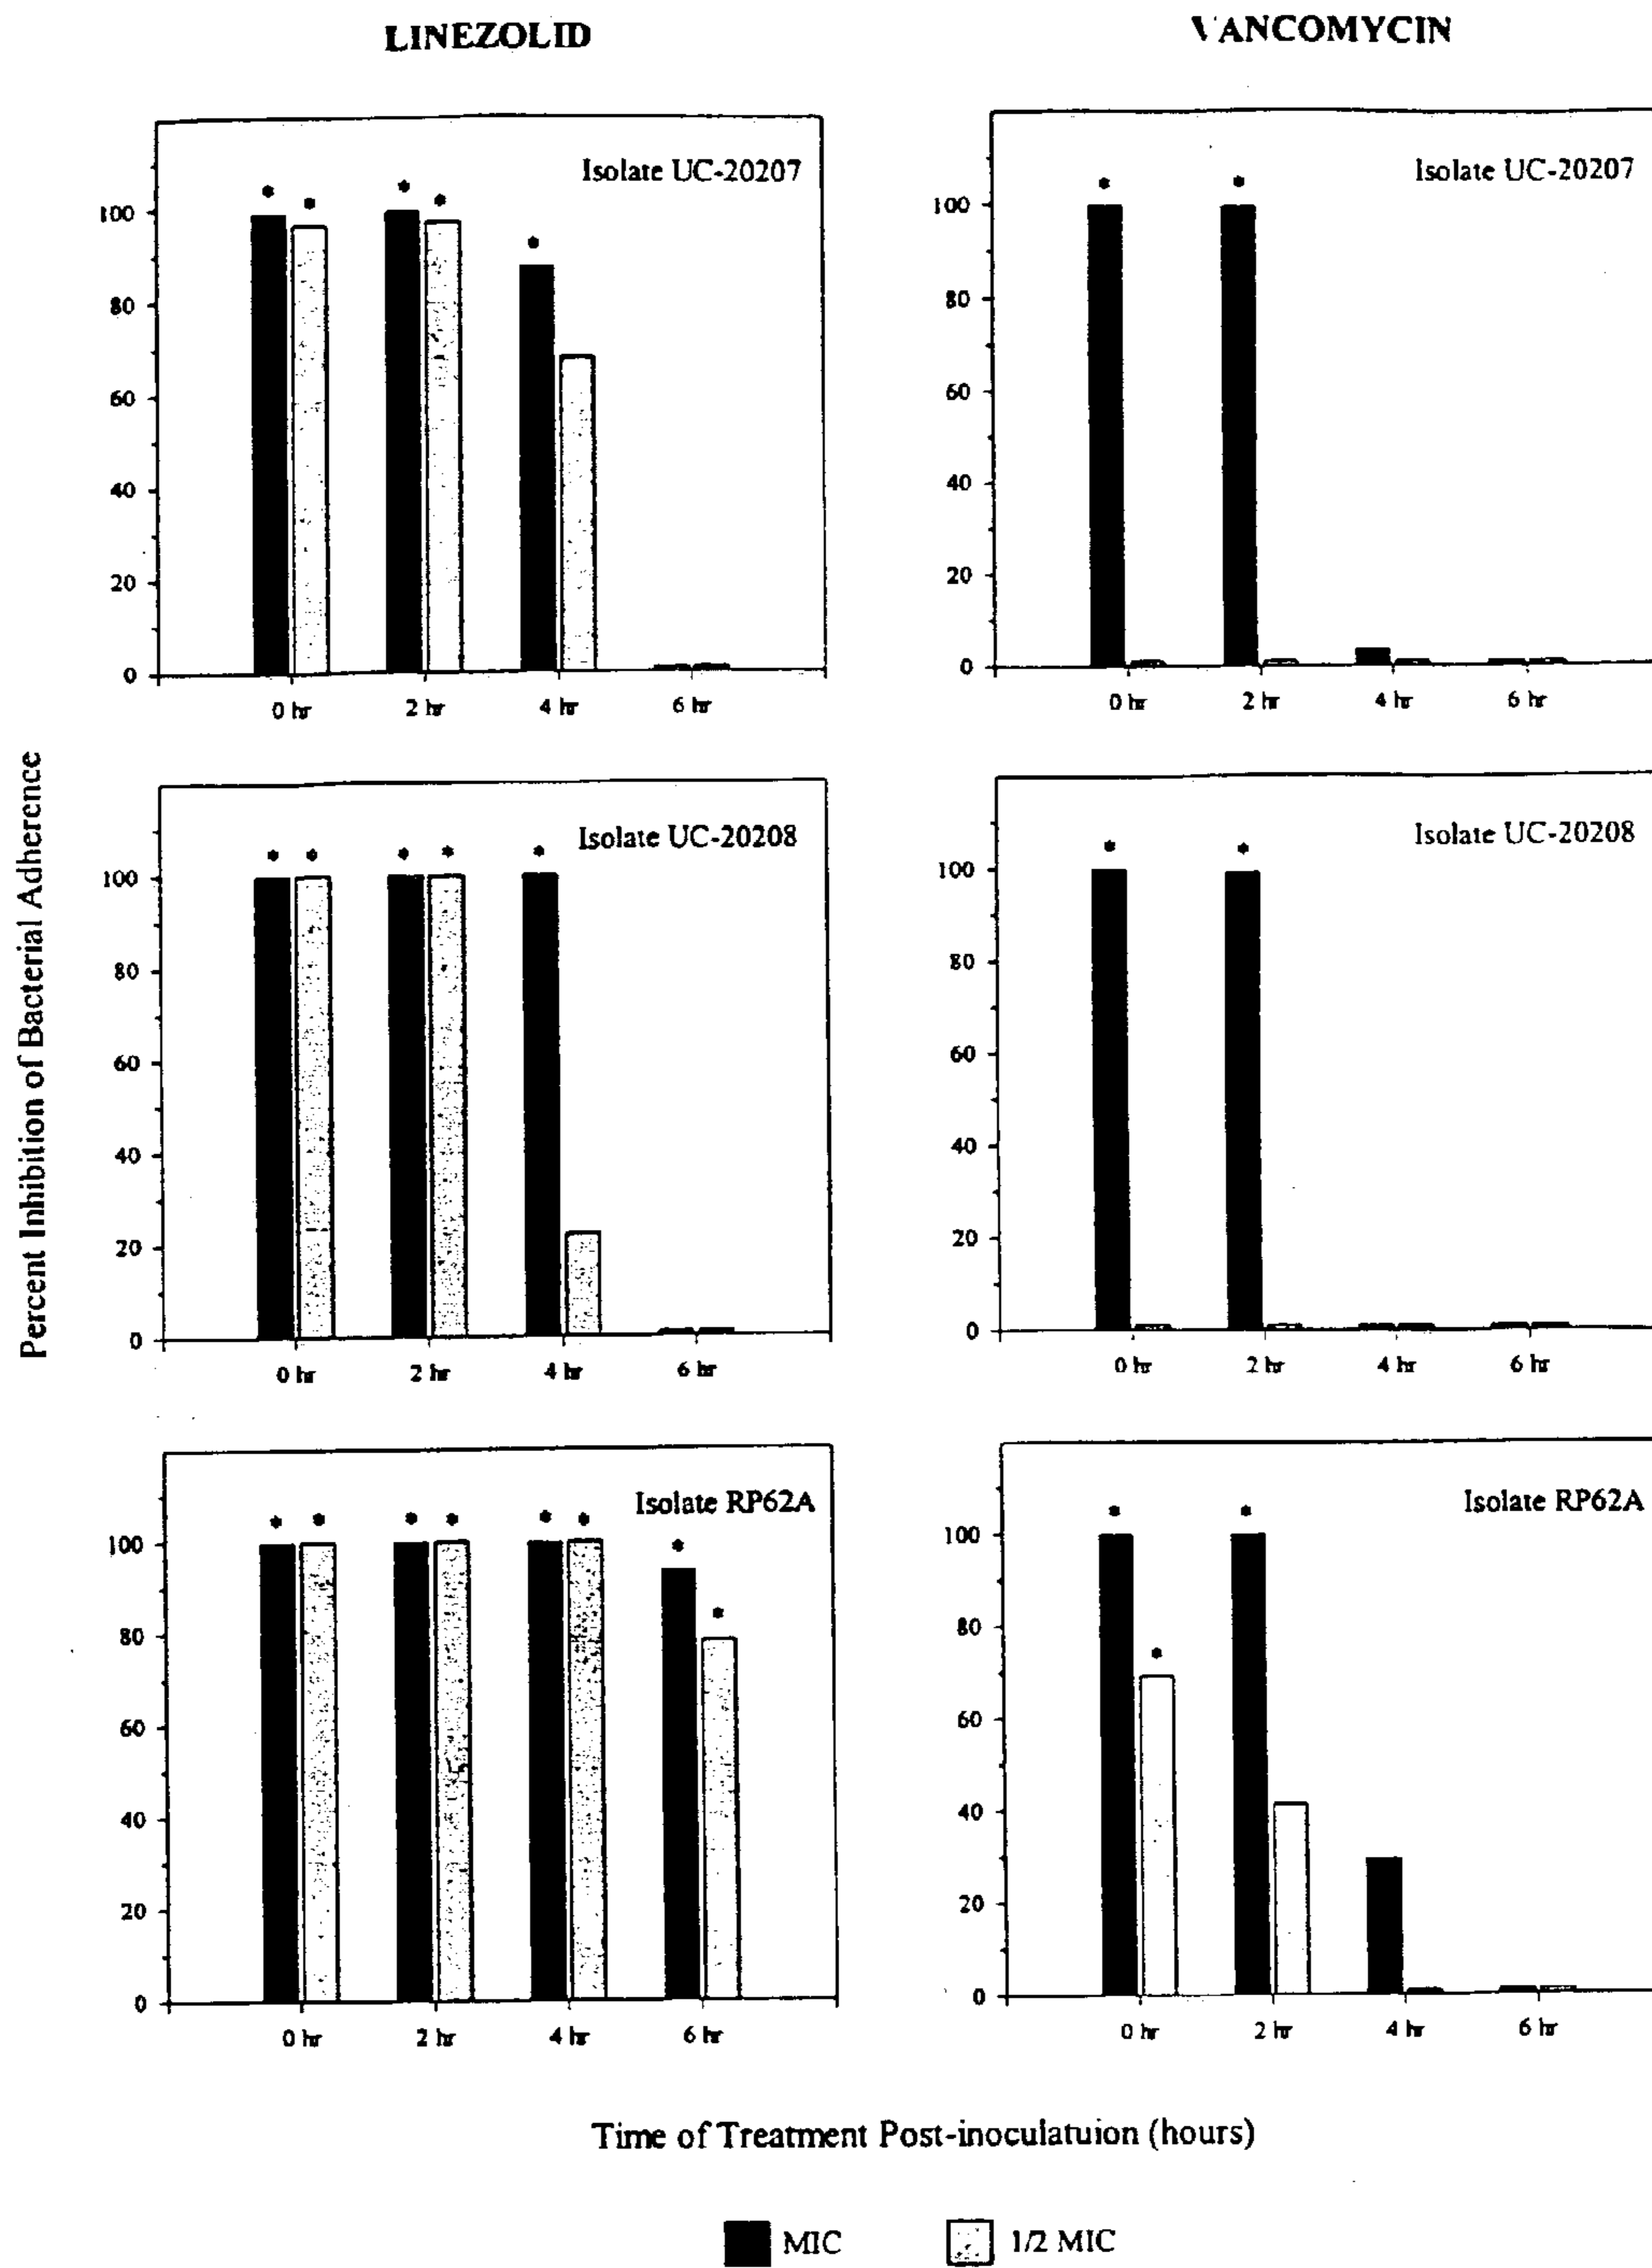 LINEZOLID
VANCOMYCIN
Percent Inhibition of Bacterial Adherence
Isolate UC-20207
* * * * *
100
80
60
40
20
0
0 hr 2 hr 4 hr 6 hr
Isolate UC-20207
* *
100
80
60
40
20
0
0 hr 2 hr 4 hr 6 hr
Isolate UC-20208
* * * * *
100
80
60
40
20
0
0 hr 2 hr 4 hr 6 hr
Isolate UC-20208
* *
100
80
60
40
20
0
0 hr 2 hr 4 hr 6 hr
Isolate RP62A
* * * * * * * *
100
80
60
40
20
0
0 hr 2 hr 4 hr 6 hr
Isolate RP62A
* * *
100
80
60
40
20
0
0 hr 2 hr 4 hr 6 hr
Time of Treatment Post-inoculatuion (hours)
MIC 1/2 MIC